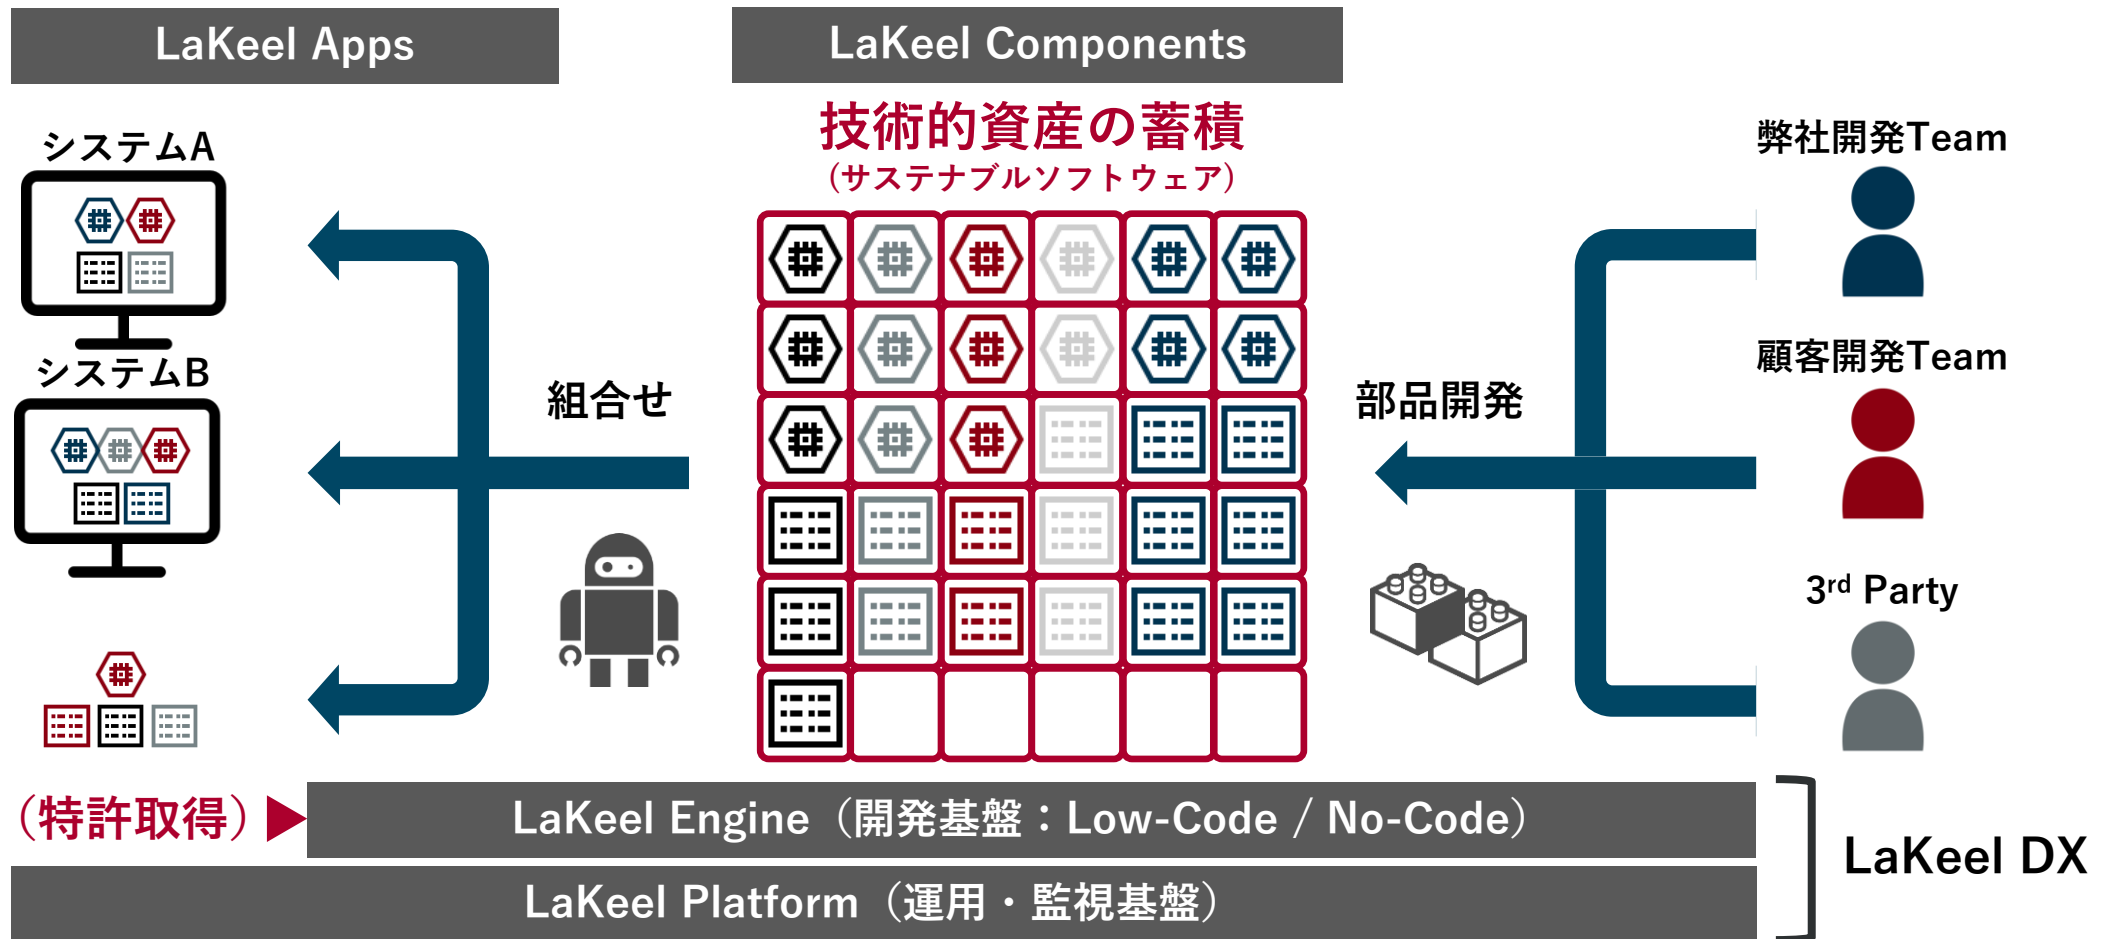 LaKeel Apps
LaKeel Components
技術的資産の蓄積
（サステナブルソフトウェア）
システムA
システムB
組合せ
部品開発
弊社開発Team
顧客開発Team
3rd Party
（特許取得）
LaKeel Engine（開発基盤：Low-Code / No-Code）
LaKeel Platform（運用・監視基盤）
LaKeel DX